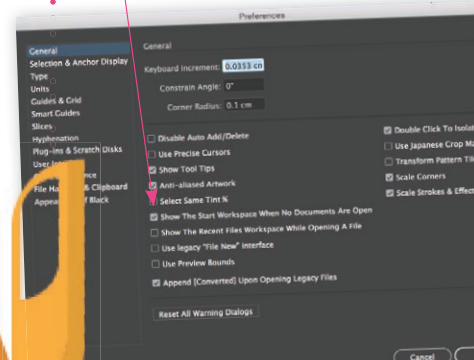 Preferences
General
Selection & Anchor Display
Type
Units
Guides & Grid
Smart Guides
Slices
Hyphenation
Plug-ins & Scratch Disks
User
File & Clipboard
of Black
General
Keyboard Increment: 0.0353 cm
Constrain Angle: 0°
Corner Radius: 0.1 cm
Disable Auto Add/Delete
Use Precise Cursors
Show Tool Tips
Anti-aliased Artwork
Select Same Tint %
Show The Start Workspace When No Documents Are Open
Show The Recent Files Workspace While Opening A File
Use legacy "File New" Interface
Use Preview Bounds
Append [Converted] Upon Opening Legacy Files
Double Click To Isolat
Use Japanese Crop Ma
Transform Pattern Til
Scale Corners
Scale Strokes & Effect
Reset All Warning Dialogs
Cancel